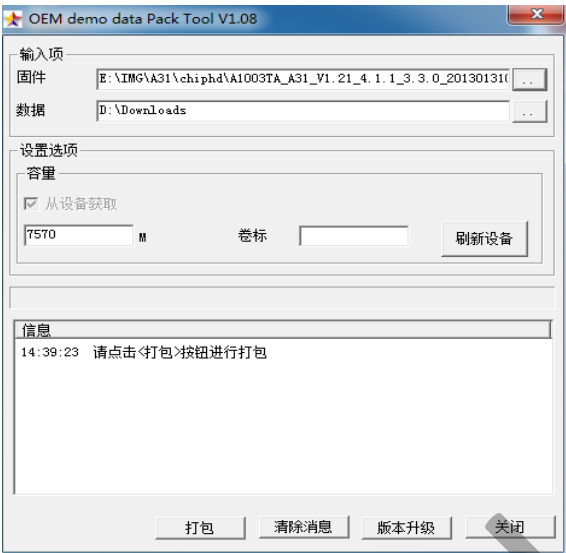 OEM demo data Pack Tool V1.08
输入项
固件 E:\IMG\A31\chiphd\A1003TA_A31_V1.21_4.1.1_3.3.0_20130131( ..
数据 D:\Downloads ..
设置选项
容量
从设备获取
7570 M 卷标 刷新设备
信息
14:39:23 请点击<打包>按钮进行打包
打包 清除消息 版本升级 关闭